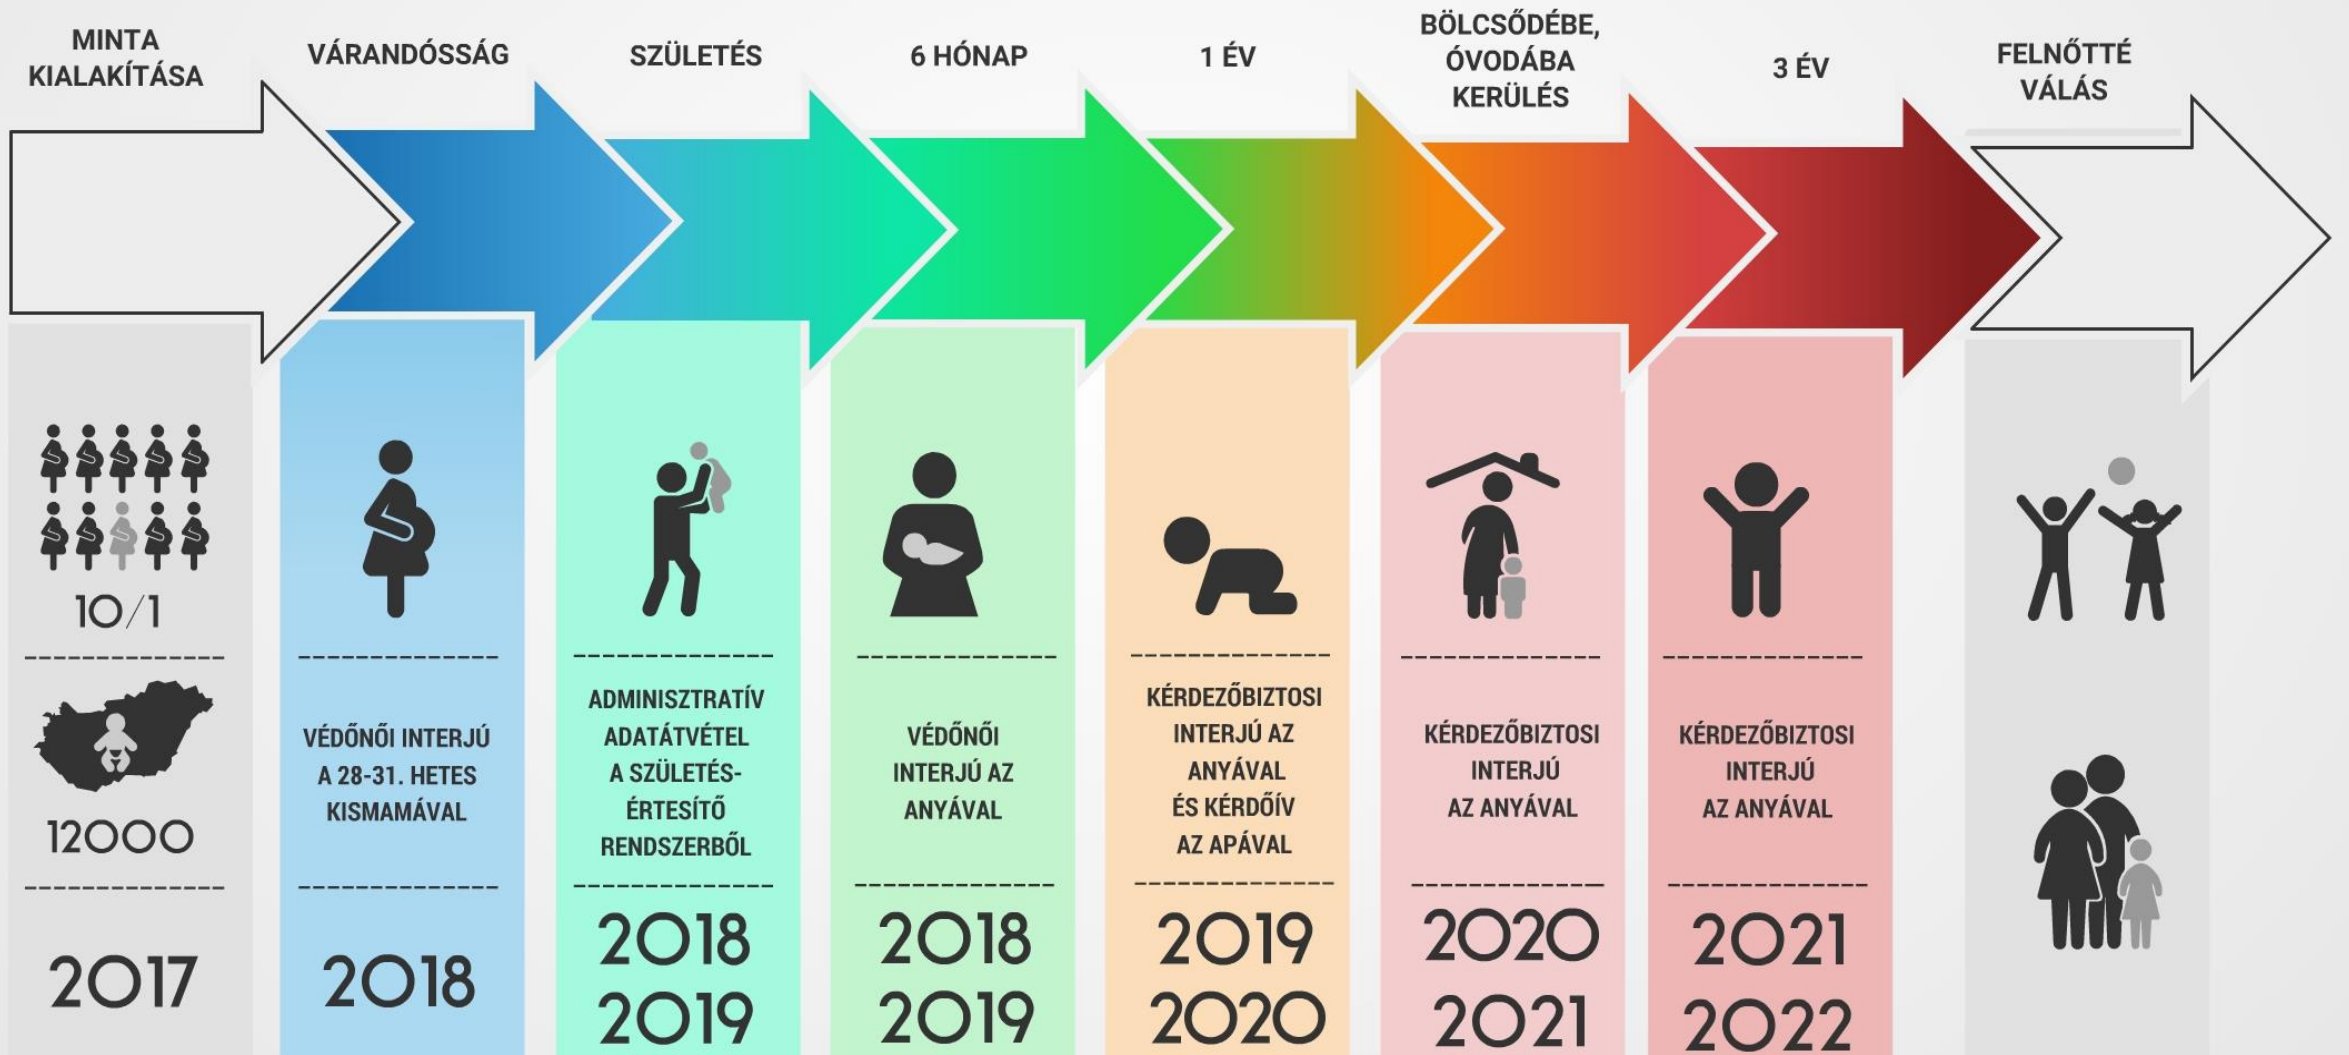 MINTA
KIALAKÍTÁSA
VÁRANDÓSSÁG
SZÜLETÉS
6 HÓNAP
1 ÉV
BÖLCSŐDÉBE,
ÓVODÁBA
KERÜLÉS
3 ÉV
FELNŐTTÉ
VÁLÁS
10/1
12000
2017
VÉDŐNŐI INTERJÚ
A 28-31. HETES
KISMAMÁVAL
2018
ADMINISZTRATÍV
ADATÁTVÉTEL
A SZÜLETÉS-
ÉRTESÍTŐ
RENDSZERBŐL
2018
2019
VÉDŐNŐI
INTERJÚ AZ
ANYÁVAL
2018
2019
KÉRDEZŐBIZTOSI
INTERJÚ AZ
ANYÁVAL
ÉS KÉRDŐÍV
AZ APÁVAL
2019
2020
KÉRDEZŐBIZTOSI
INTERJÚ
AZ ANYÁVAL
2020
2021
KÉRDEZŐBIZTOSI
INTERJÚ
AZ ANYÁVAL
2021
2022